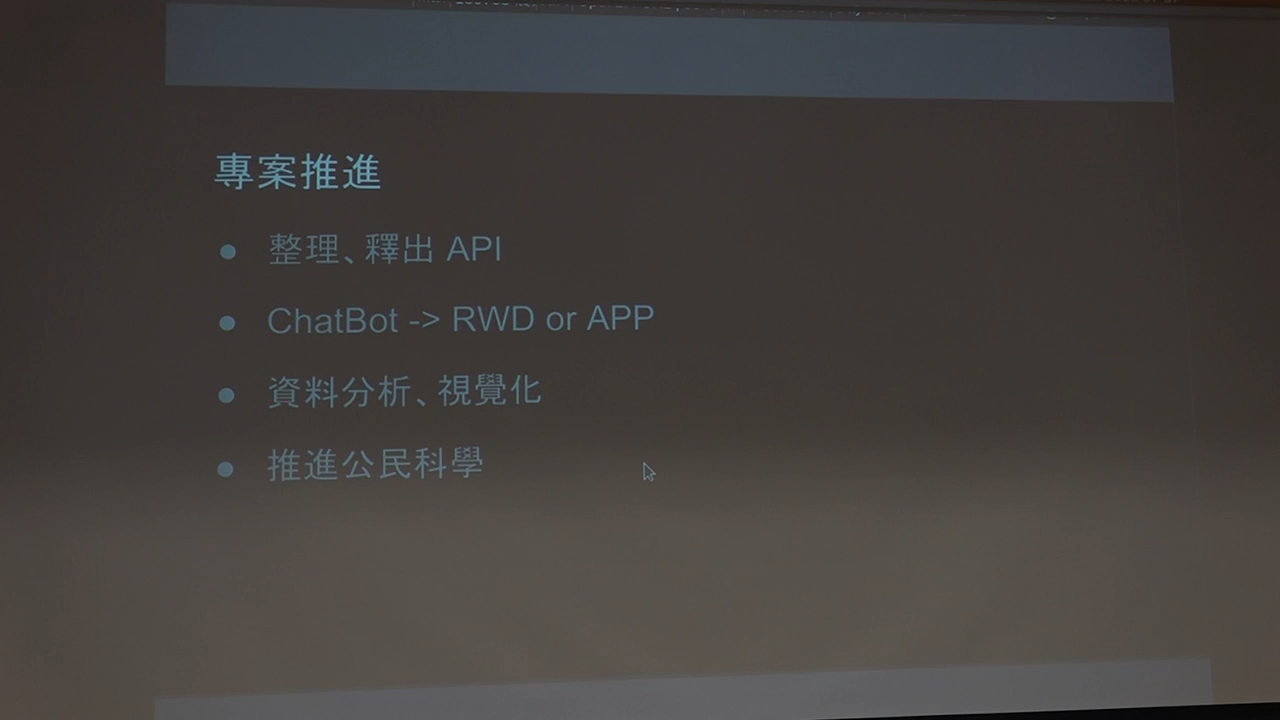 專案推進
● 整理、釋出 API
● ChatBot -> RWD or APP
● 資料分析、視覺化
● 推進公民科學